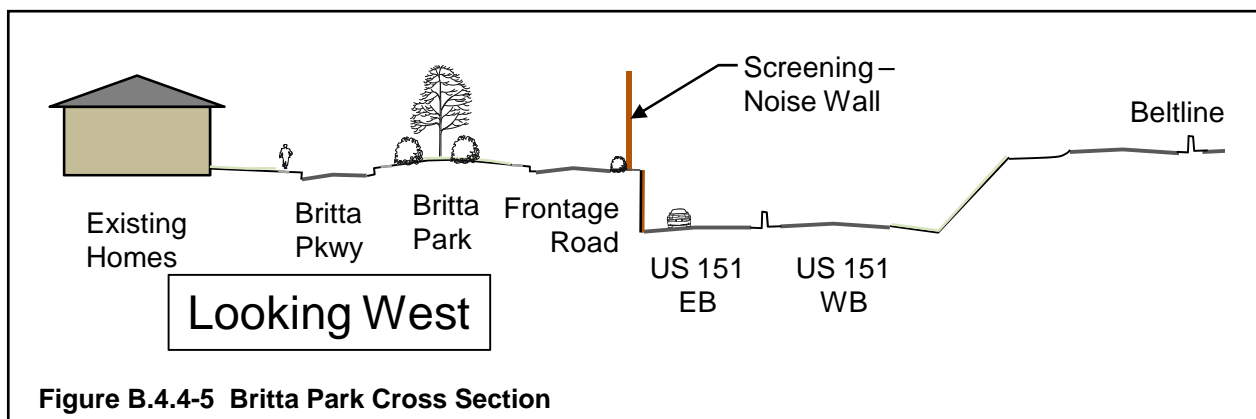 Screening –
Noise Wall
Beltline
Existing
Homes
Britta
Pkwy
Britta
Park
Frontage
Road
US 151
EB
US 151
WB
Looking West
Figure B.4.4-5 Britta Park Cross Section